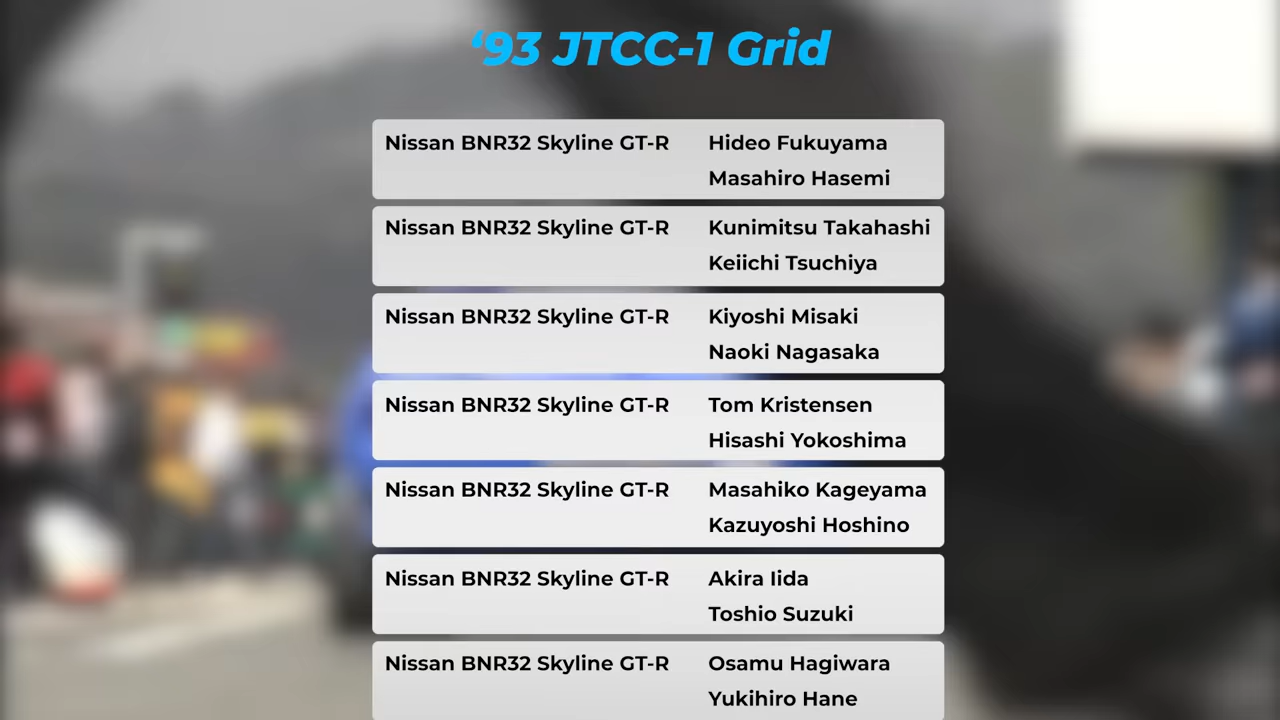 ‘93 JTCC-1 Grid
Nissan BNR32 Skyline GT-R Hideo Fukuyama
Masahiro Hasemi
Nissan BNR32 Skyline GT-R Kunimitsu Takahashi
Keiichi Tsuchiya
Nissan BNR32 Skyline GT-R Kiyoshi Misaki
Naoki Nagasaka
Nissan BNR32 Skyline GT-R Tom Kristensen
Hisashi Yokoshima
Nissan BNR32 Skyline GT-R Masahiko Kageyama
Kazuyoshi Hoshino
Nissan BNR32 Skyline GT-R Akira Iida
Toshio Suzuki
Nissan BNR32 Skyline GT-R Osamu Hagiwara
Yukihiro Hane